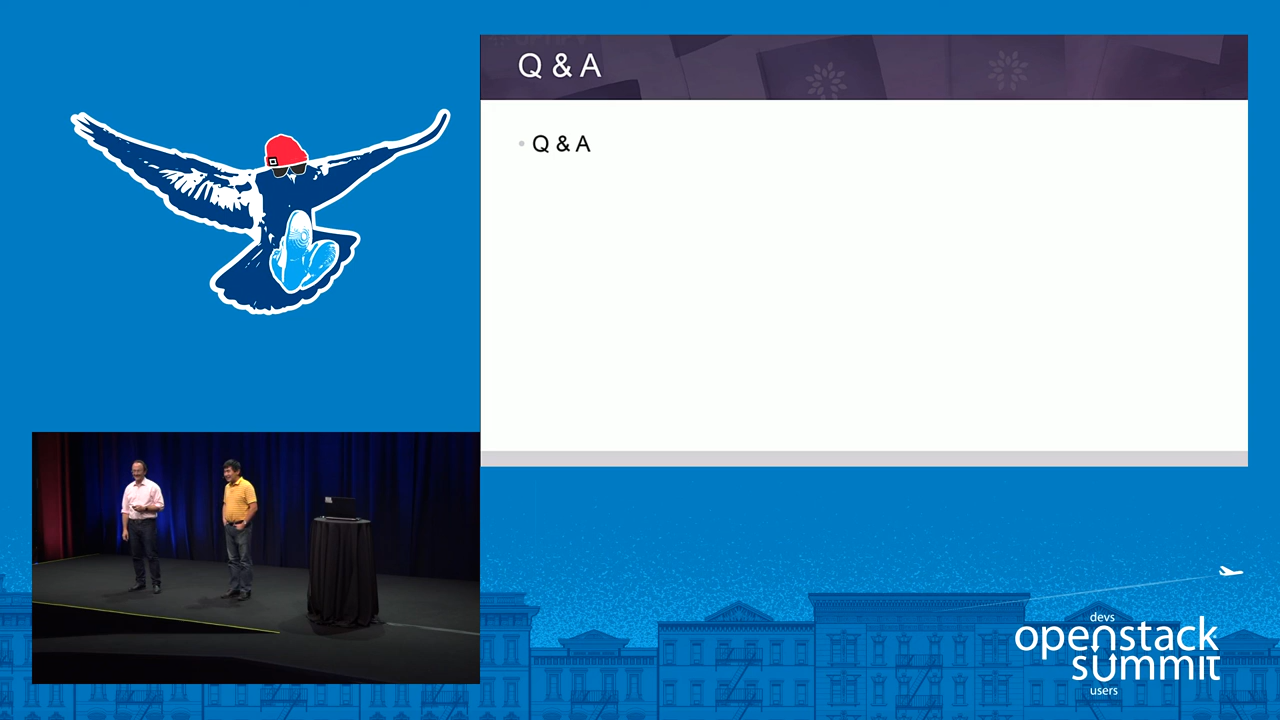 Q & A
Q & A
devs
openstack
summit
users